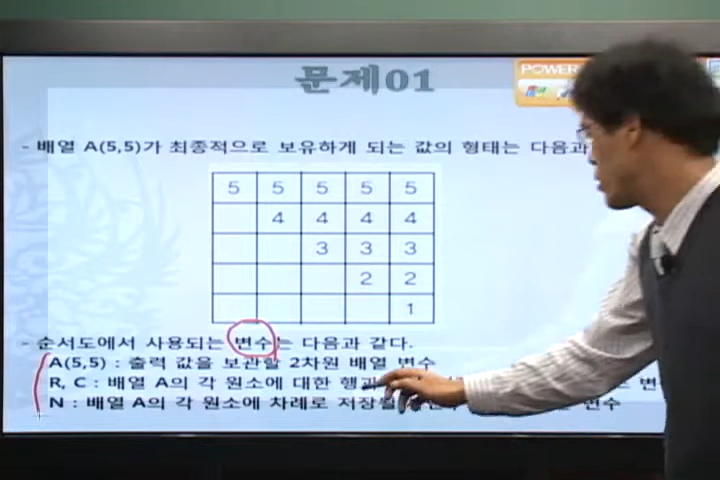 문제01
POWER
- 배열 A(5,5)가 최종적으로 보유하게 되는 값의 형태는 다음과
5 5 5 5 5
4 4 4 4
3 3 3
2 2
1
- 순서도에서 사용되는 변수는 다음과 같다.
A(5,5) : 출력 값을 보관할 2차원 배열 변수
R, C : 배열 A의 각 원소에 대한 행과
N : 배열 A의 각 원소에 차례로 저장될 변수